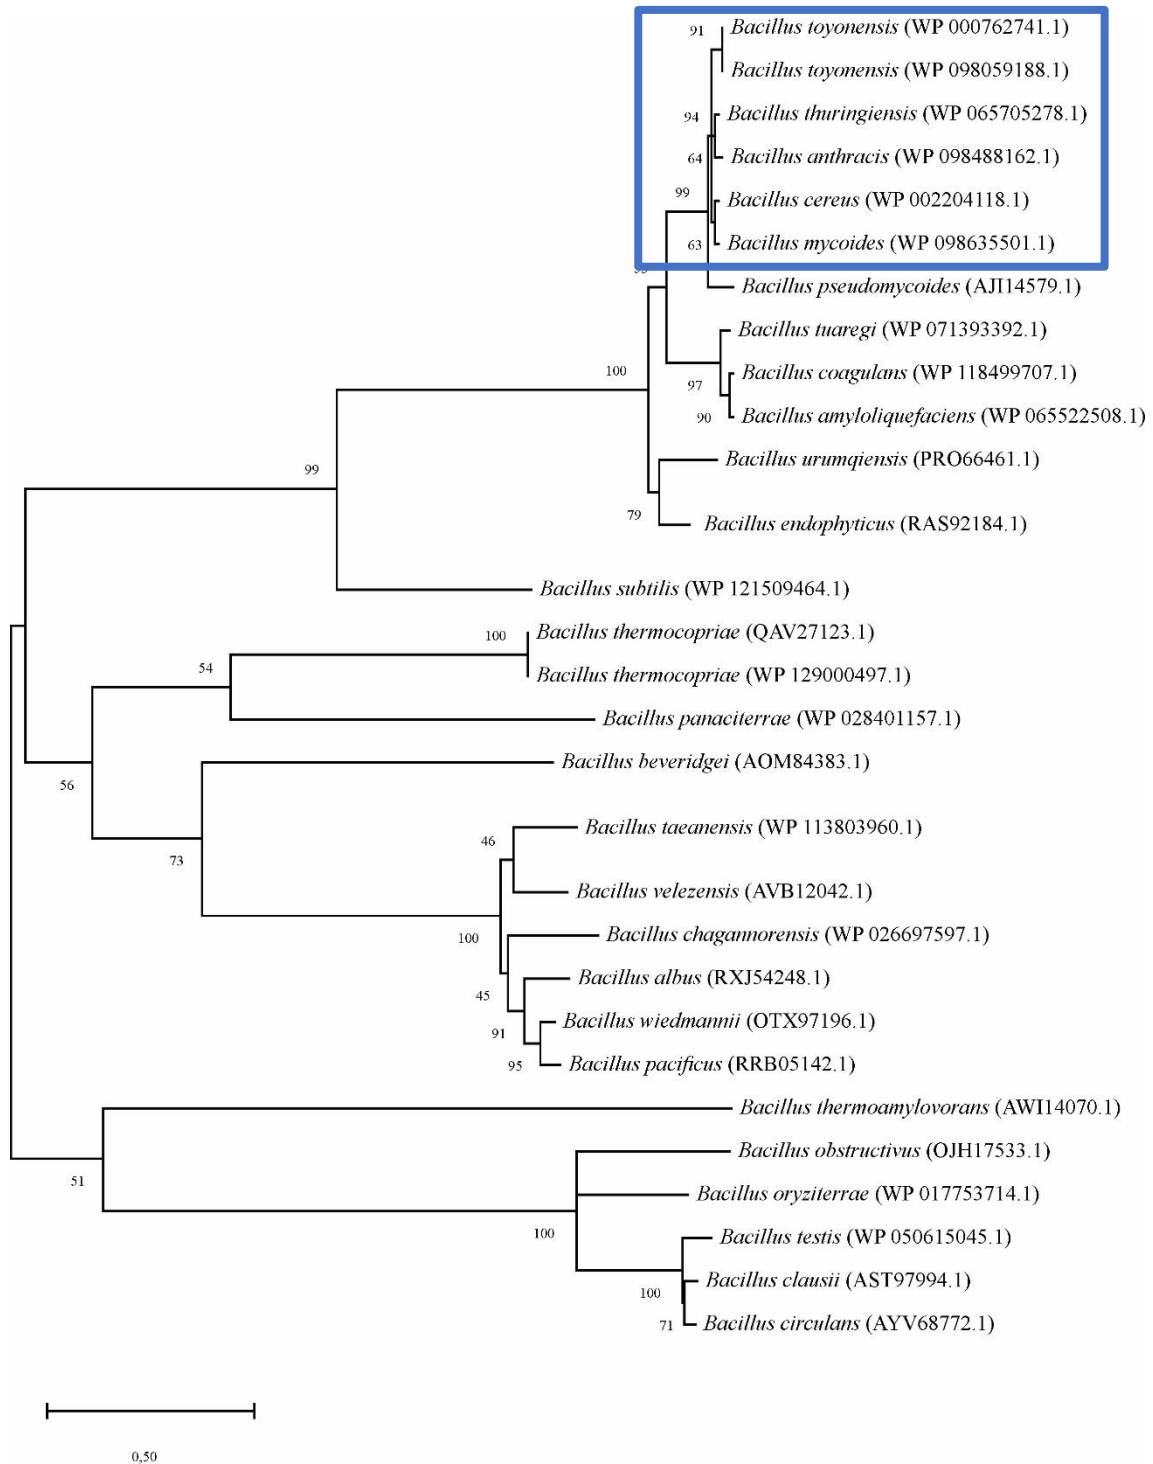 91
Bacillus toyonensis (WP 000762741.1)
Bacillus toyonensis (WP 098059188.1)
94
Bacillus thuringiensis (WP 065705278.1)
64
Bacillus anthracis (WP 098488162.1)
99
Bacillus cereus (WP 002204118.1)
63
Bacillus mycoides (WP 098635501.1)
Bacillus pseudomycoides (AJI14579.1)
Bacillus tuaregi (WP 071393392.1)
100
Bacillus coagulans (WP 118499707.1)
97
90
Bacillus amyloliquefaciens (WP 065522508.1)
Bacillus urumqiensis (PRO66461.1)
99
79
Bacillus endophyticus (RAS92184.1)
Bacillus subtilis (WP 121509464.1)
100
Bacillus thermocopriae (QAV27123.1)
54
Bacillus thermocopriae (WP 129000497.1)
Bacillus panaciterrae (WP 028401157.1)
Bacillus beveridgei (AOM84383.1)
56
Bacillus taeanensis (WP 113803960.1)
46
73
Bacillus velezensis (AVB12042.1)
Bacillus chagannorensis (WP 026697597.1)
100
Bacillus albus (RXJ54248.1)
45
Bacillus wiedmannii (OTX97196.1)
91
95
Bacillus pacificus (RRB05142.1)
Bacillus thermoamylovorans (AWI14070.1)
Bacillus obstructivus (OJH17533.1)
51
Bacillus oryziterrae (WP 017753714.1)
100
Bacillus testis (WP 050615045.1)
Bacillus clausii (AST97994.1)
100
71
Bacillus circulans (AYV68772.1)
0,50